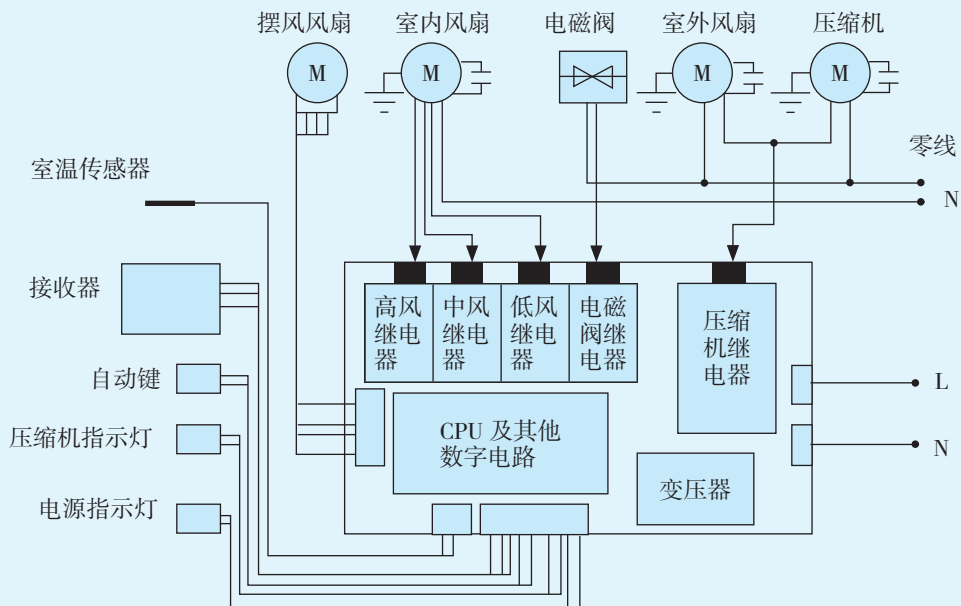 摆风风扇
室内风扇
电磁阀
室外风扇
压缩机
M
M
M
M
零线
N
室温传感器
接收器
自动键
压缩机指示灯
电源指示灯
高风
继电
器
中风
继电
器
低风
继电
器
电磁
阀继
电器
压缩
机继
电器
L
N
CPU 及其他
数字电路
变压器